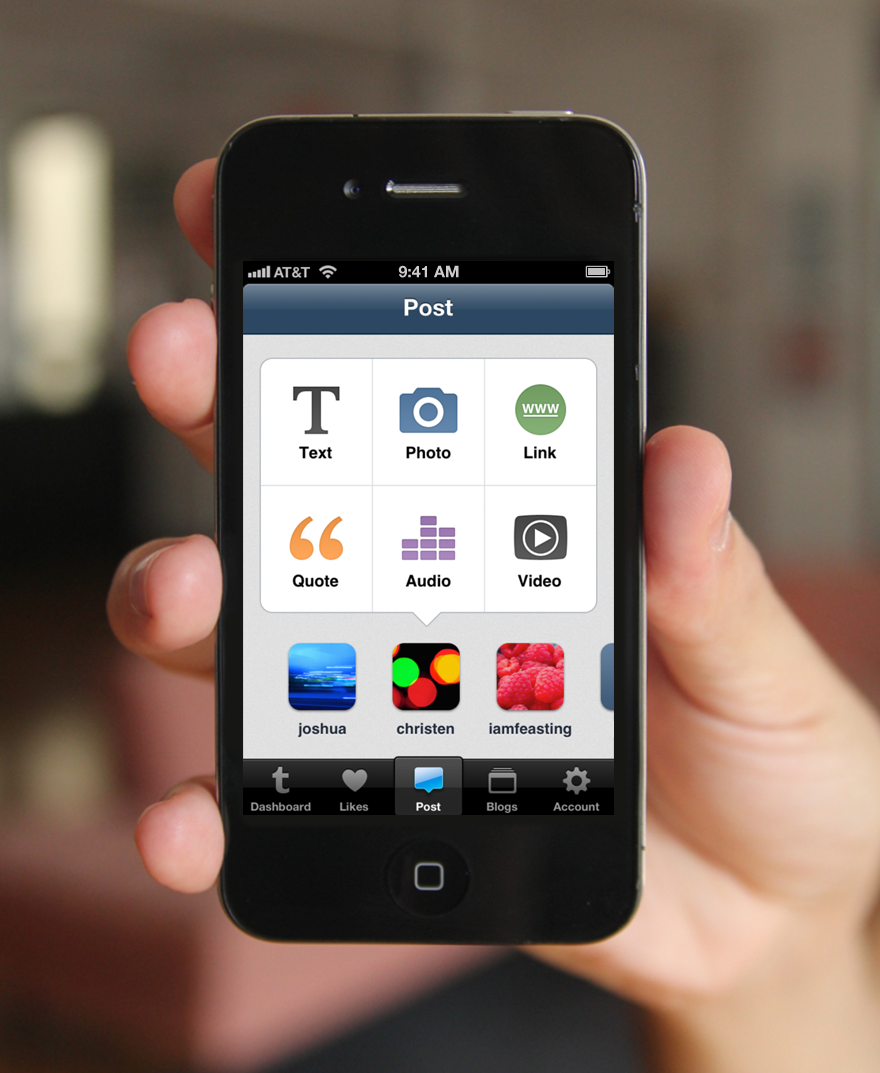 AT&T 9:41 AM
Post
Text Photo Link
www
Quote Audio Video
joshua christen iamfeasting
t
Dashboard Likes Post Blogs Account